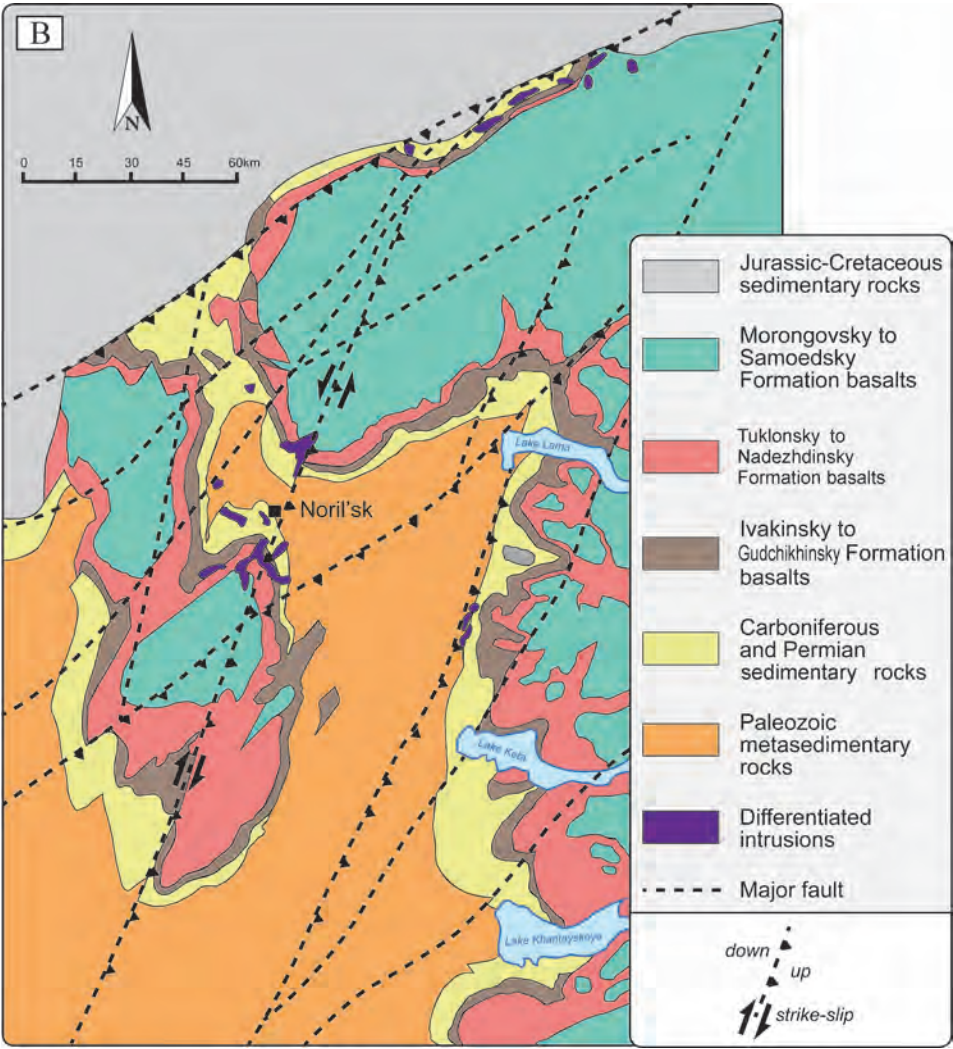 B
N
0 15 30 45 60km
Noril'sk
Lake Lama
Lake Keta
Lake Khantayskoye
Jurassic-Cretaceous
sedimentary rocks
Morongovsky to
Samoedsky
Formation basalts
Tuklonsky to
Nadezhdinsky
Formation basalts
Ivakinsky to
Gudchikhinsky Formation
basalts
Carboniferous
and Permian
sedimentary rocks
Paleozoic
metasedimentary
rocks
Differentiated
intrusions
Major fault
down
up
strike-slip